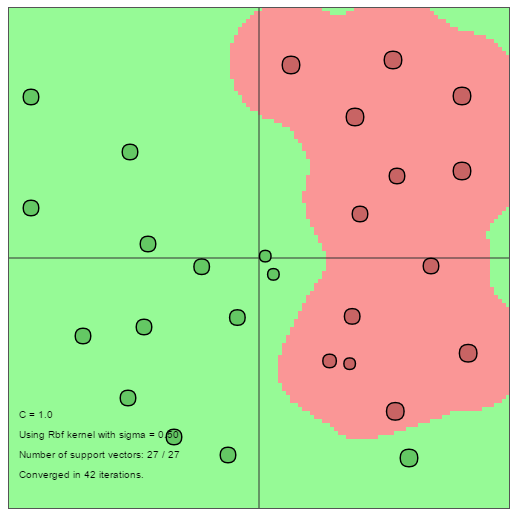 C = 1.0
Using Rbf kernel with sigma = 0.50
Number of support vectors: 27 / 27
Converged in 42 iterations.